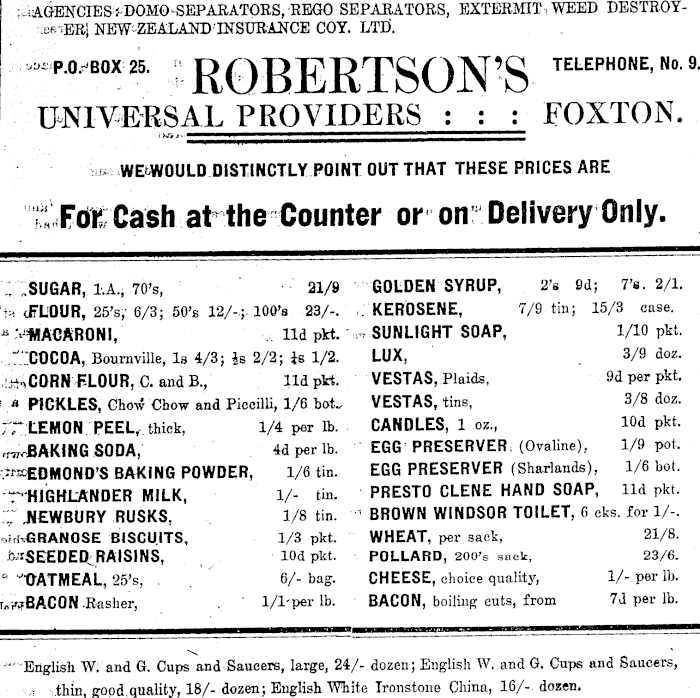 AGENCIES: DOMO SEPARATORS, REGO SEPARATORS, EXTERMIT WEED DESTROY-
ER; NEW ZEALAND INSURANCE COY. LTD.
P.O. BOX 25.
ROBERTSON'S
TELEPHONE, No. 9.
UNIVERSAL PROVIDERS : : : FOXTON.
WE WOULD DISTINCTLY POINT OUT THAT THESE PRICES ARE
For Cash at the Counter or on Delivery Only.
SUGAR, 1.A., 70's, 21/9
FLOUR, 25's, 6/3; 50's 12/-; 100's 23/-.
MACARONI, 11d pkt.
COCOA, Bournville, 1s 4/3; ½s 2/2; ¼s 1/2.
CORN FLOUR, C. and B., 11d pkt.
PICKLES, Chow Chow and Piccilli, 1/6 bot.
LEMON PEEL, thick, 1/4 per lb.
BAKING SODA, 4d per lb.
EDMOND'S BAKING POWDER, 1/6 tin.
HIGHLANDER MILK, 1/- tin.
NEWBURY RUSKS, 1/8 tin.
GRANOSE BISCUITS, 1/3 pkt.
SEEDED RAISINS, 10d pkt.
OATMEAL, 25's, 6/- bag.
BACON Rasher, 1/1 per lb.
GOLDEN SYRUP, 2's 9d; 7's. 2/1.
KEROSENE, 7/9 tin; 15/3 case.
SUNLIGHT SOAP, 1/10 pkt.
LUX, 3/9 doz.
VESTAS, Plaids, 9d per pkt.
VESTAS, tins, 3/8 doz.
CANDLES, 1 oz., 10d pkt.
EGG PRESERVER (Ovaline), 1/9 pot.
EGG PRESERVER (Sharlands), 1/6 bot.
PRESTO CLENE HAND SOAP, 11d pkt.
BROWN WINDSOR TOILET, 6 cks. for 1/-.
WHEAT, per sack, 21/8.
POLLARD, 200's sack, 23/6.
CHEESE, choice quality, 1/- per lb.
BACON, boiling cuts, from 7d per lb.
English W. and G. Cups and Saucers, large, 24/- dozen; English W. and G. Cups and Saucers,
thin, good quality, 18/- dozen; English White Ironstone China, 16/- dozen.